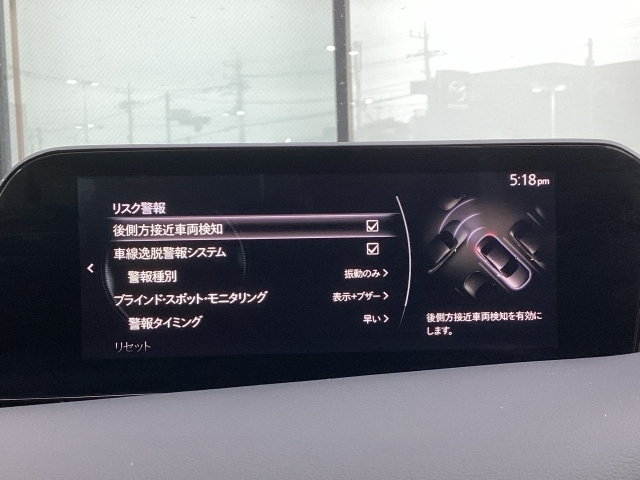 5:18pm
リスク警報
後側方接近車両検知
車線逸脱警報システム
警報種別 振動のみ
ブラインド・スポット・モニタリング 表示+ブザー
警報タイミング 早い
リセット
後側方接近車両検知を有効に
します。